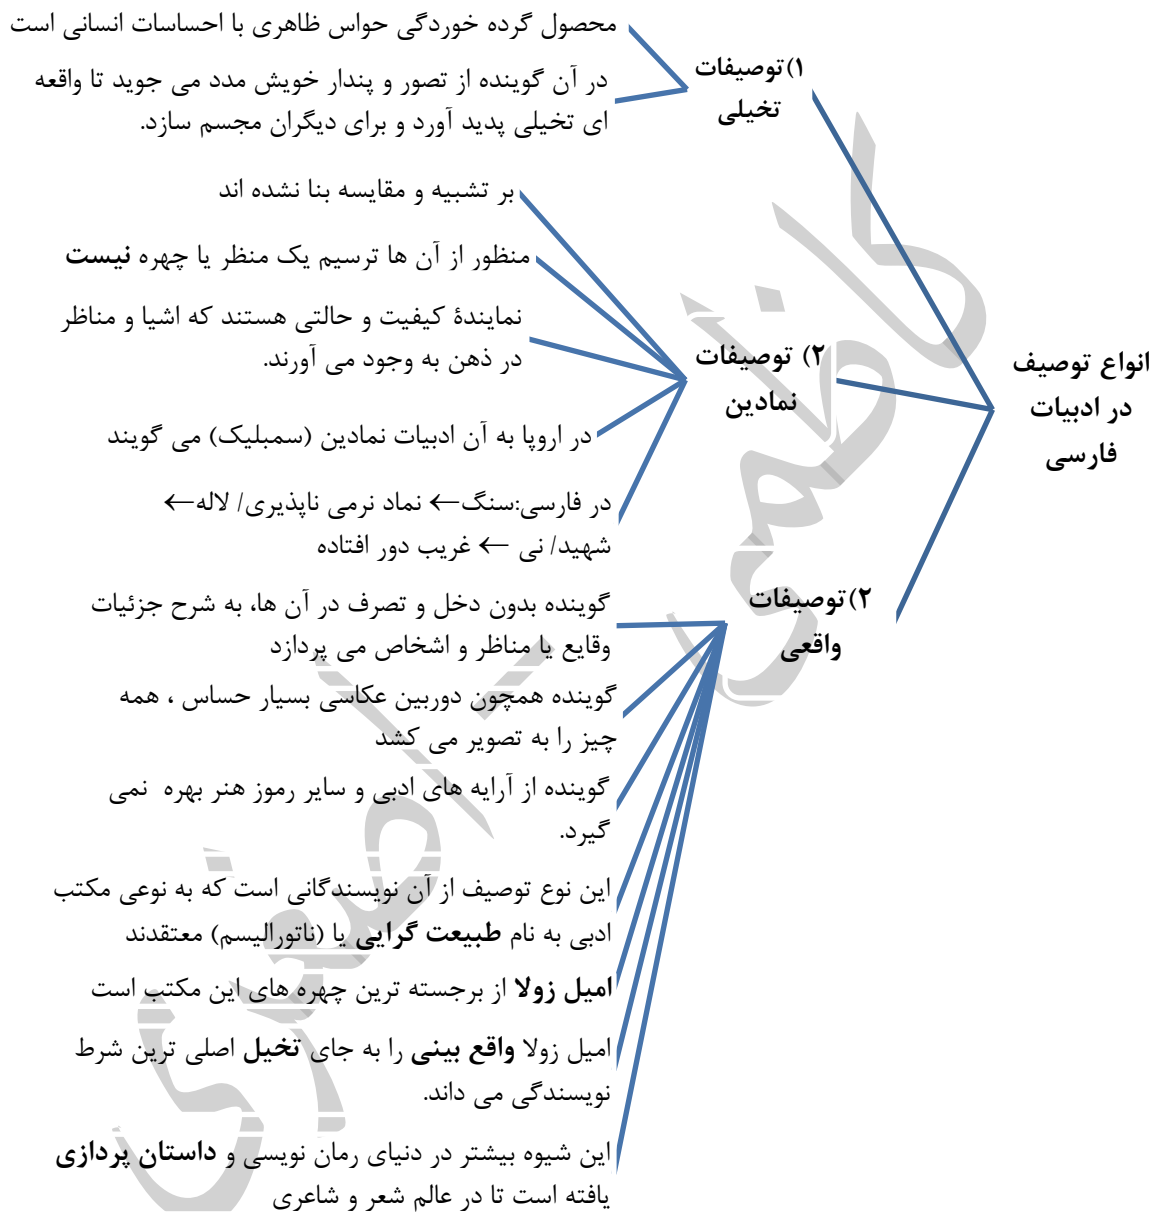 انواع توصیف
در ادبیات
فارسی
۱)توصیفات
تخیلی
محصول گره خوردگی حواس ظاهری با احساسات انسانی است
در آن گوینده از تصور و پندار خویش مدد می جوید تا واقعه
ای تخیلی پدید آورد و برای دیگران مجسم سازد.
۲) توصیفات
نمادین
بر تشبیه و مقایسه بنا نشده اند
منظور از آن ها ترسیم یک منظر یا چهره نیست
نمایندهٔ کیفیت و حالتی هستند که اشیا و مناظر
در ذهن به وجود می آورند.
در اروپا به آن ادبیات نمادین (سمبلیک) می گویند
در فارسی:سنگ← نماد نرمی ناپذیری/ لاله←
شهید/ نی ← غریب دور افتاده
۲)توصیفات
واقعی
گوینده بدون دخل و تصرف در آن ها، به شرح جزئیات
وقایع یا مناظر و اشخاص می پردازد
گوینده همچون دوربین عکاسی بسیار حساس ، همه
چیز را به تصویر می کشد
گوینده از آرایه های ادبی و سایر رموز هنر بهره نمی
گیرد.
این نوع توصیف از آن نویسندگانی است که به نوعی مکتب
ادبی به نام طبیعت گرایی یا (ناتورالیسم) معتقدند
امیل زولا از برجسته ترین چهره های این مکتب است
امیل زولا واقع بینی را به جای تخیل اصلی ترین شرط
نویسندگی می داند.
این شیوه بیشتر در دنیای رمان نویسی و داستان پردازی
یافته است تا در عالم شعر و شاعری
کاظمی - اصغری